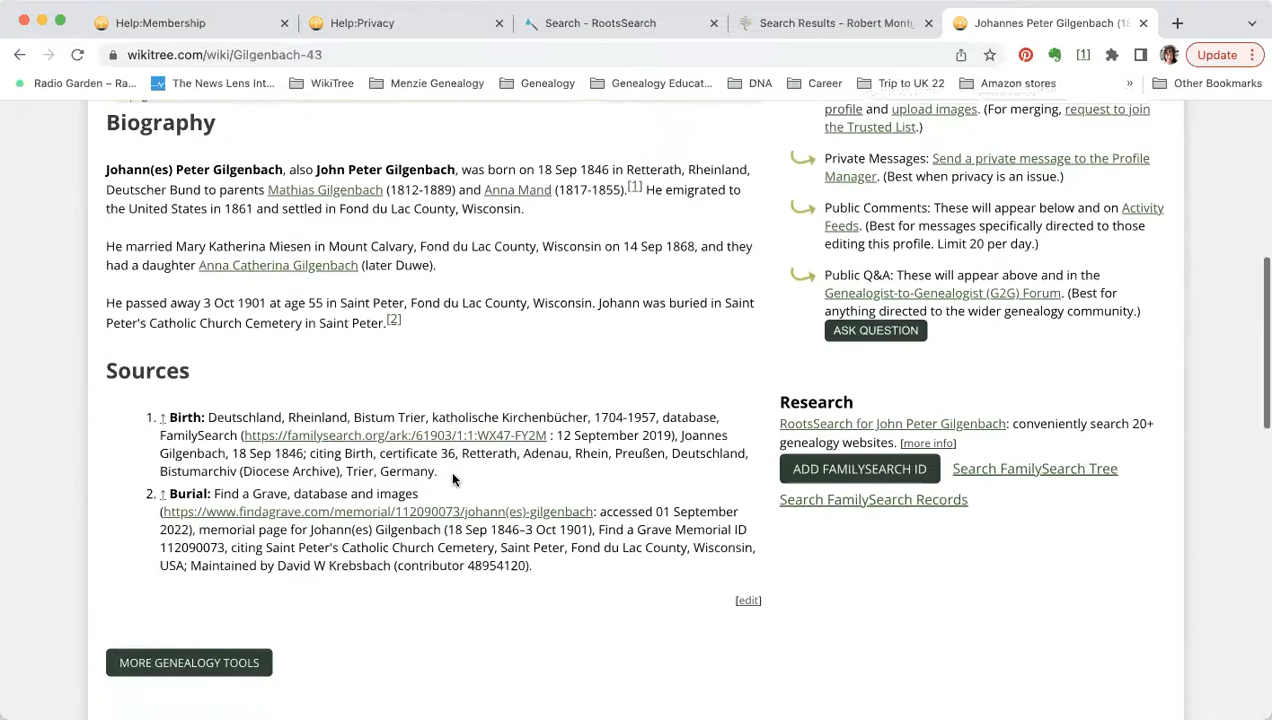 Help:Membership
Help:Privacy
Search - RootsSearch
Search Results - Robert Montg
Johannes Peter Gilgenbach (18
wikitree.com/wiki/Gilgenbach-43
[1]
Update
Radio Garden – Ra...
The News Lens Int...
WikiTree
Menzie Genealogy
Genealogy
Genealogy Educat...
DNA
Career
Trip to UK 22
Amazon stores
»
Other Bookmarks
Biography
Johann(es) Peter Gilgenbach, also John Peter Gilgenbach, was born on 18 Sep 1846 in Retterath, Rheinland,
Deutscher Bund to parents Mathias Gilgenbach (1812-1889) and Anna Mand (1817-1855).[1] He emigrated to
the United States in 1861 and settled in Fond du Lac County, Wisconsin.
He married Mary Katherina Miesen in Mount Calvary, Fond du Lac County, Wisconsin on 14 Sep 1868, and they
had a daughter Anna Catherina Gilgenbach (later Duwe).
He passed away 3 Oct 1901 at age 55 in Saint Peter, Fond du Lac County, Wisconsin. Johann was buried in Saint
Peter's Catholic Church Cemetery in Saint Peter.[2]
Sources
1. ↑ Birth: Deutschland, Rheinland, Bistum Trier, katholische Kirchenbücher, 1704-1957, database,
FamilySearch (https://familysearch.org/ark:/61903/1:1:WX47-FY2M : 12 September 2019), Joannes
Gilgenbach, 18 Sep 1846; citing Birth, certificate 36, Retterath, Adenau, Rhein, Preußen, Deutschland,
Bistumarchiv (Diocese Archive), Trier, Germany.
2. ↑ Burial: Find a Grave, database and images
(https://www.findagrave.com/memorial/112090073/johann(es)-gilgenbach: accessed 01 September
2022), memorial page for Johann(es) Gilgenbach (18 Sep 1846–3 Oct 1901), Find a Grave Memorial ID
112090073, citing Saint Peter's Catholic Church Cemetery, Saint Peter, Fond du Lac County, Wisconsin,
USA; Maintained by David W Krebsbach (contributor 48954120).
[edit]
MORE GENEALOGY TOOLS
profile and upload images. (For merging, request to join
the Trusted List.)
Private Messages: Send a private message to the Profile
Manager. (Best when privacy is an issue.)
Public Comments: These will appear below and on Activity
Feeds. (Best for messages specifically directed to those
editing this profile. Limit 20 per day.)
Public Q&A: These will appear above and in the
Genealogist-to-Genealogist (G2G) Forum. (Best for
anything directed to the wider genealogy community.)
ASK QUESTION
Research
RootsSearch for John Peter Gilgenbach: conveniently search 20+
genealogy websites. [more info]
ADD FAMILYSEARCH ID
Search FamilySearch Tree
Search FamilySearch Records